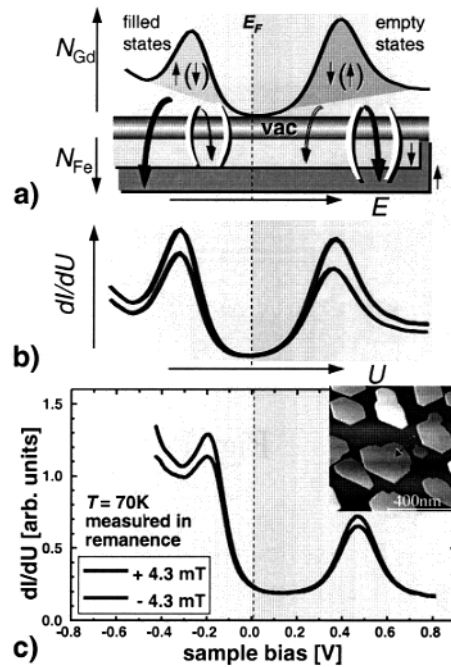 filled states
E_F
empty states
N_Gd
↑(↓)
↓(↑)
vac
N_Fe
↓
↑
a)
E
dI/dU
b)
U
dI/dU [arb. units]
1.5
1.0
0.5
0.0
T = 70K
measured in
remanence
+ 4.3 mT
- 4.3 mT
400nm
-0.8 -0.6 -0.4 -0.2 0.0 0.2 0.4 0.6 0.8
c)
sample bias [V]